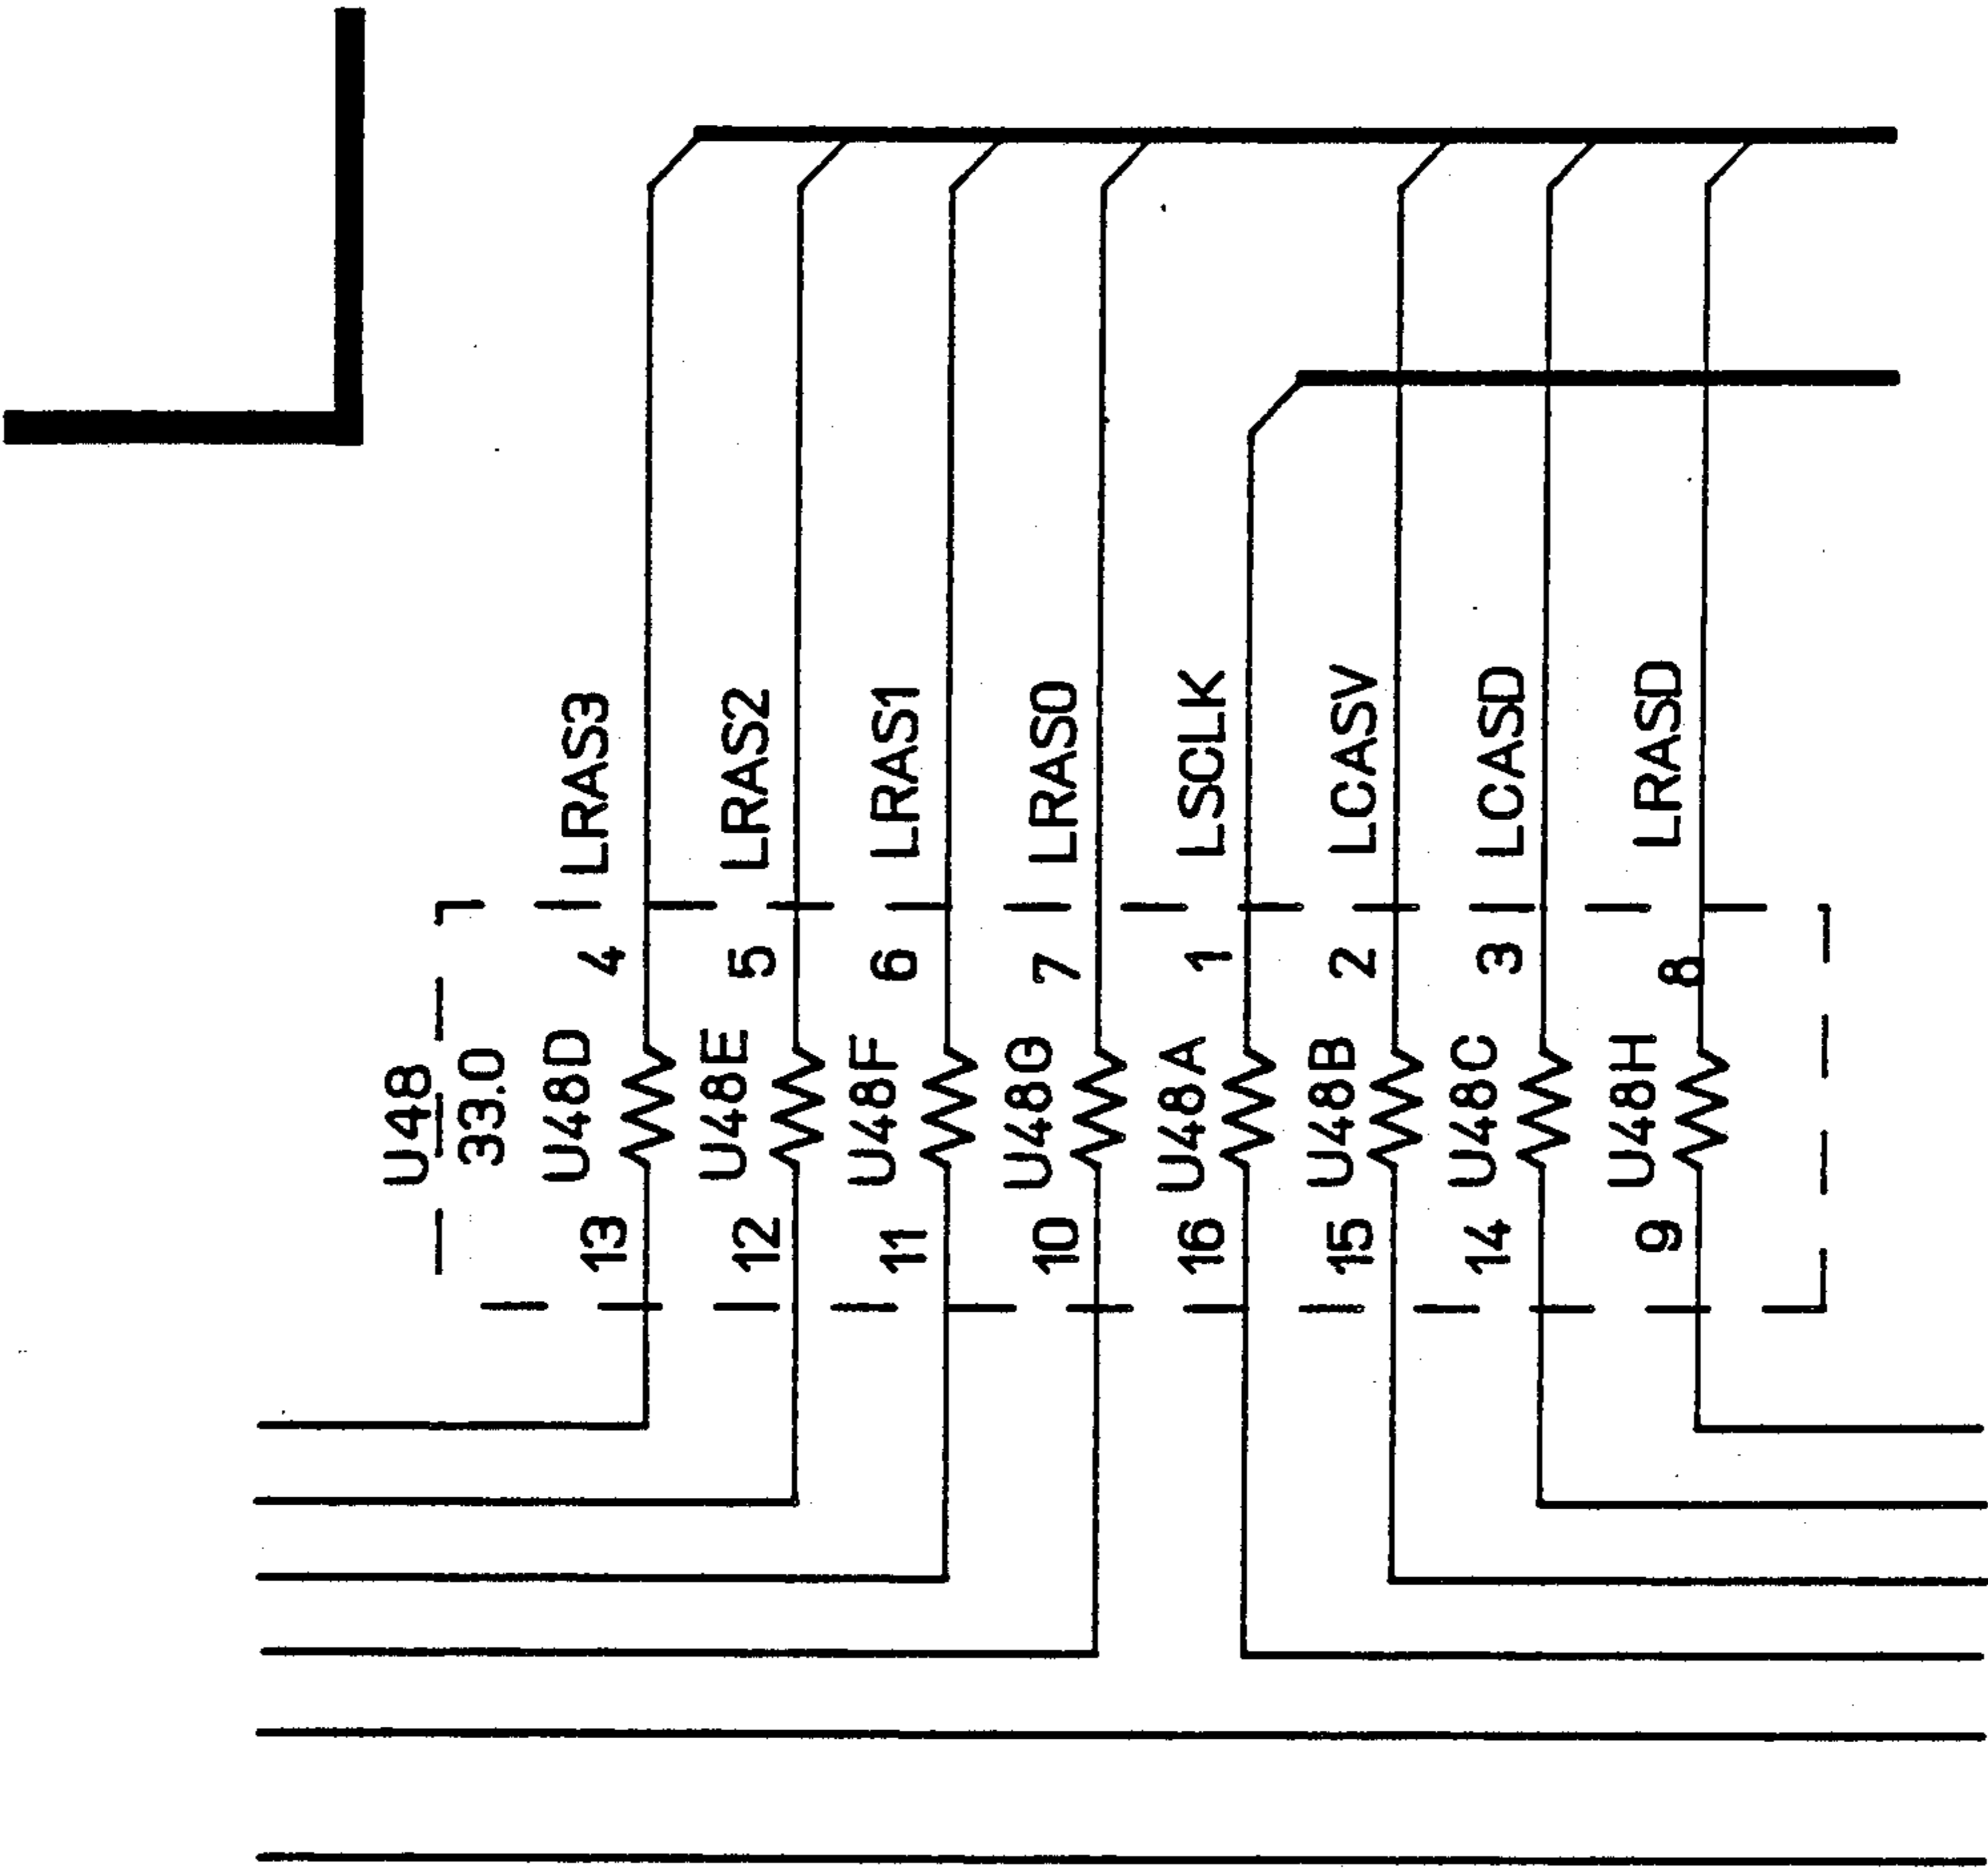 U48
33.0
U48D
13
4
LRAS3
U48E
12
5
LRAS2
U48F
11
6
LRAS1
U48G
10
7
LRAS0
U48A
16
1
LSCLK
U48B
15
2
LCASV
U48C
14
3
LCASD
U48H
9
8
LRASD